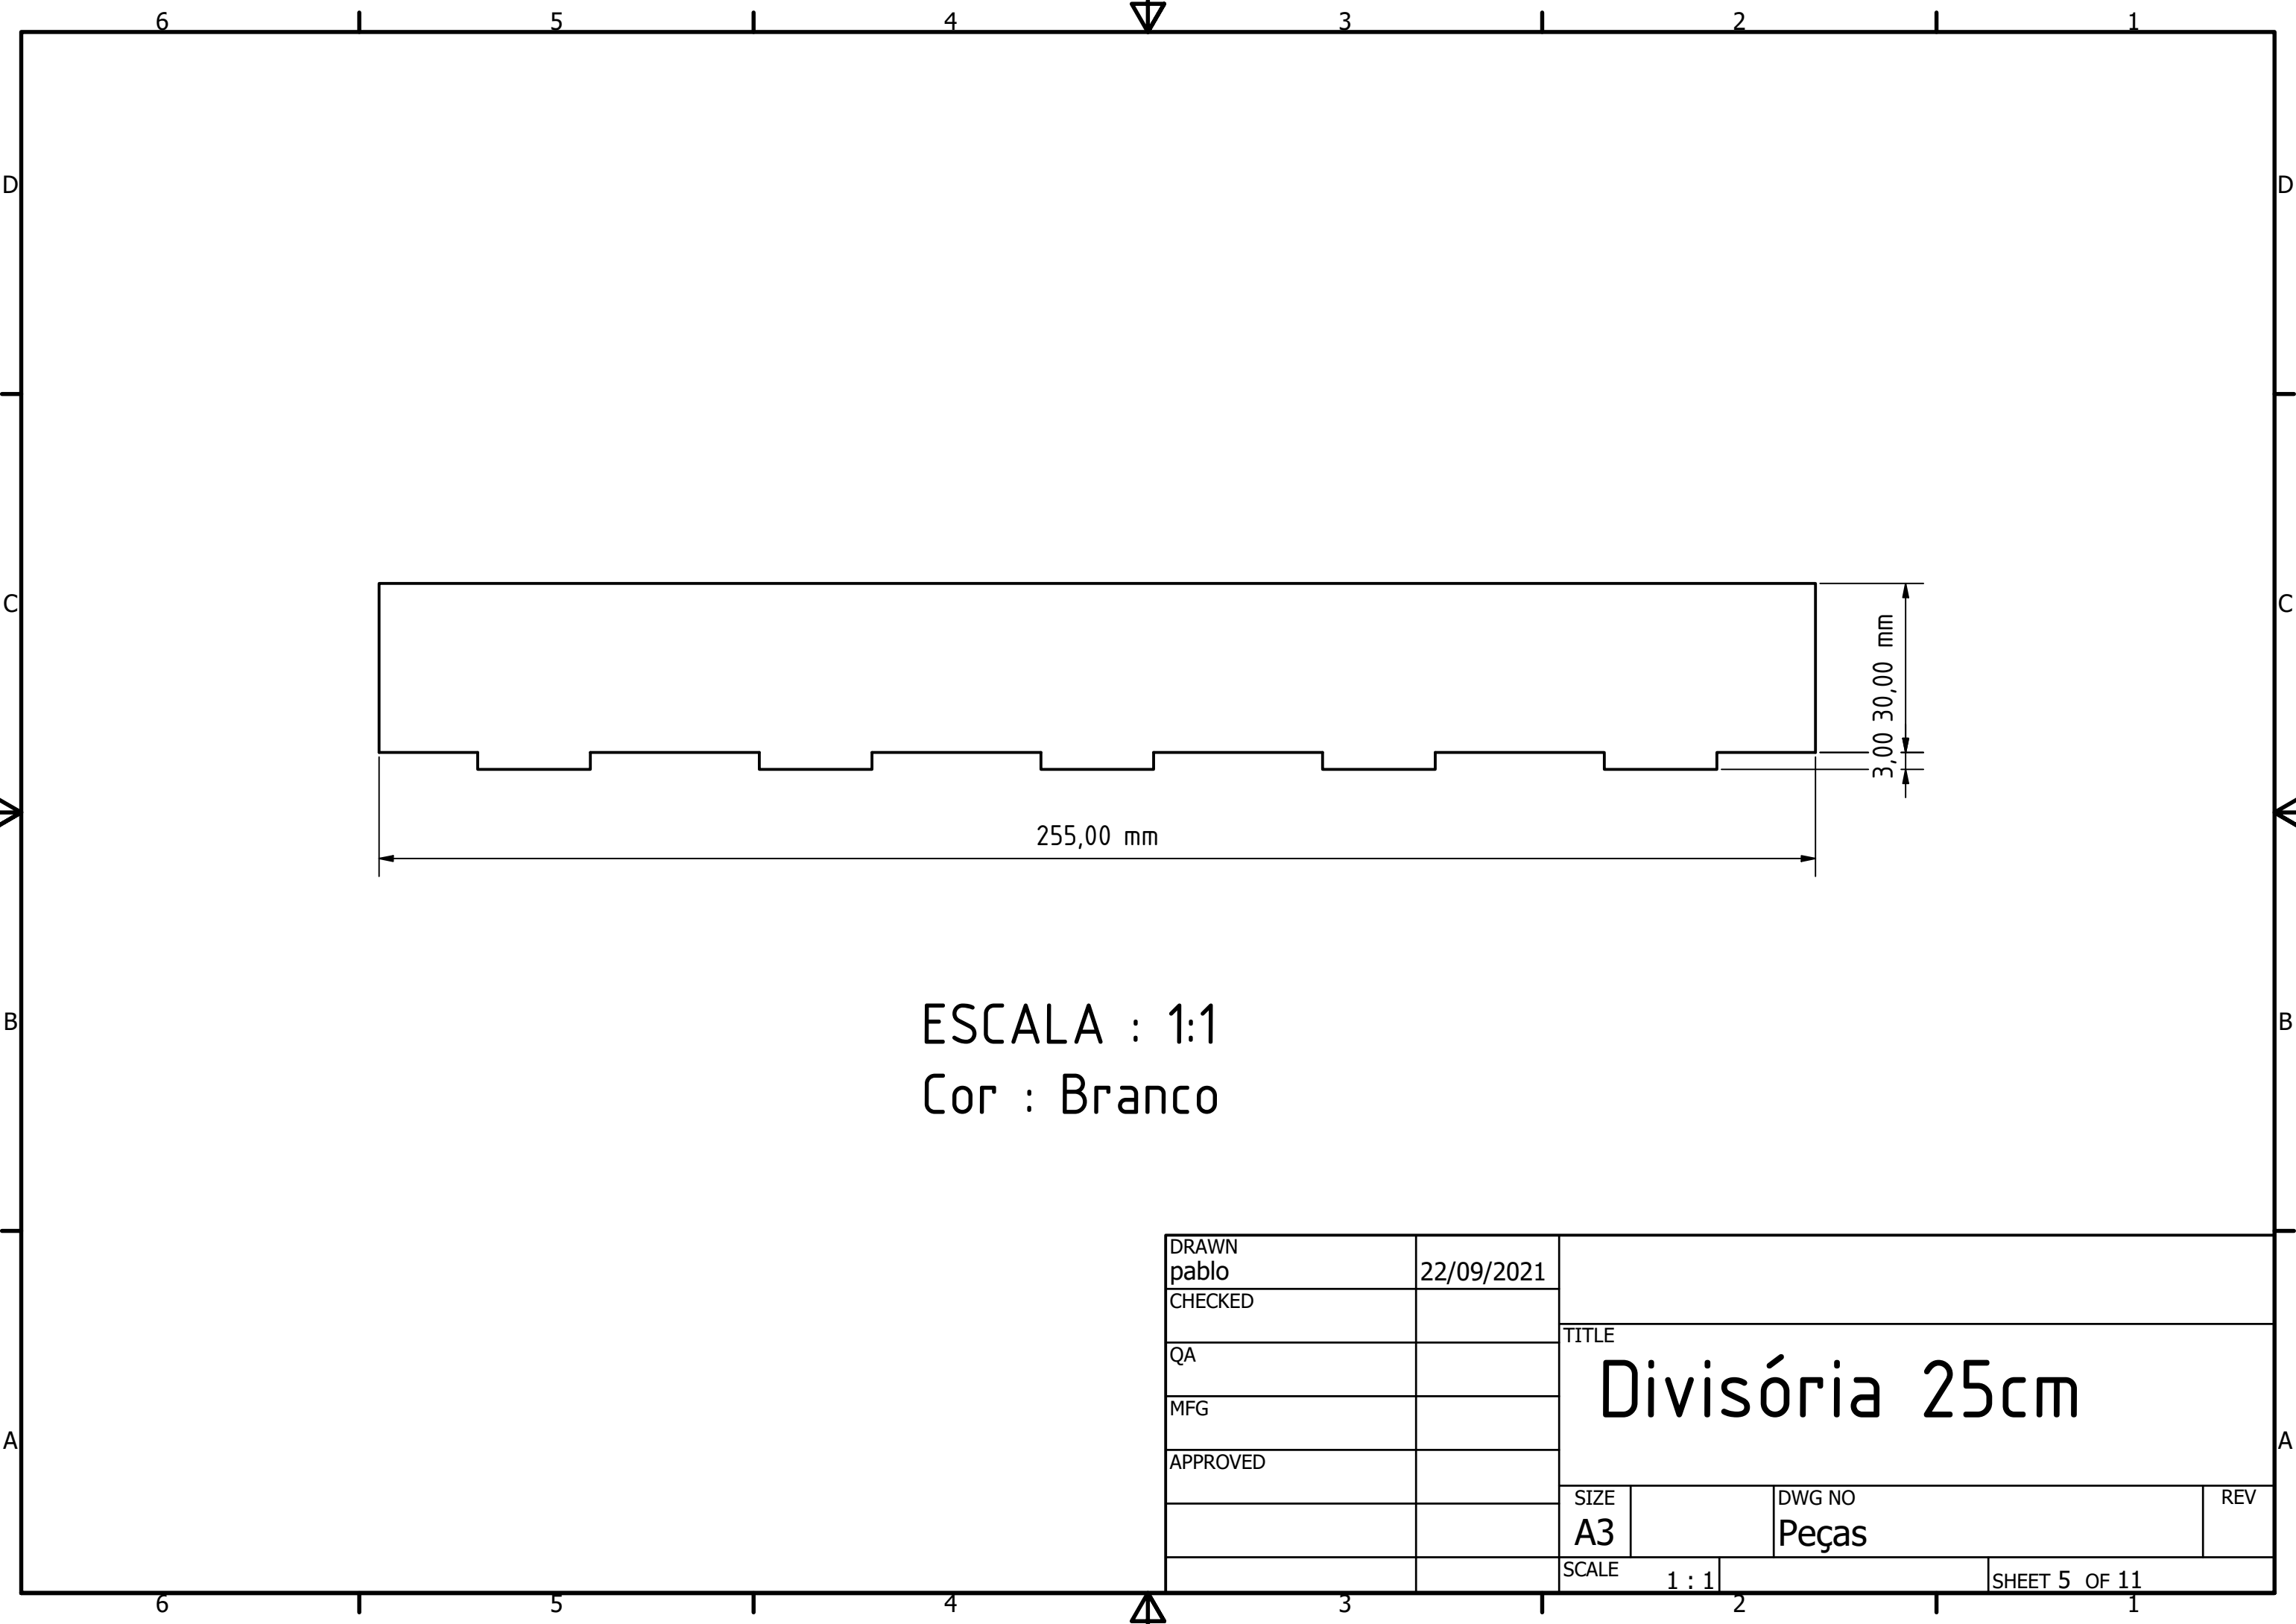 6 5 4 3 2 1
D D
C C
30,00 mm
3,00
255,00 mm
B B
ESCALA : 1:1
Cor : Branco
A A
DRAWN
pablo
22/09/2021
CHECKED
QA
MFG
APPROVED
TITLE
Divisória 25cm
SIZE
A3
DWG NO
Peças
REV
SCALE
1 : 1
SHEET 5 OF 11
6 5 4 3 2 1